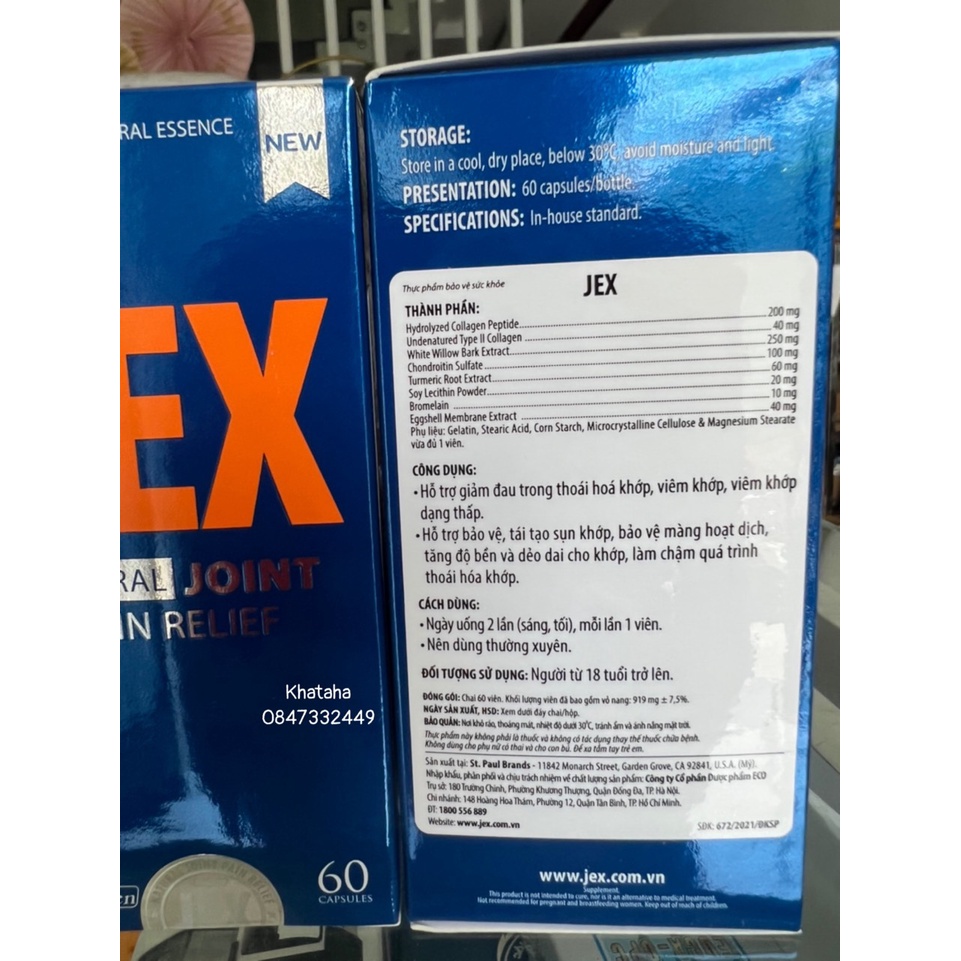 RAL ESSENCE
NEW
EX
RAL JOINT
IN RELIEF
Khataha
0847332449
60
CAPSULES
STORAGE:
Store in a cool, dry place, below 30°C, avoid moisture and light.
PRESENTATION: 60 capsules/bottle.
SPECIFICATIONS: In-house standard.
Thực phẩm bảo vệ sức khỏe
JEX
THÀNH PHẦN:
Hydrolyzed Collagen Peptide 200 mg
Undenatured Type II Collagen 40 mg
White Willow Bark Extract 250 mg
Chondroitin Sulfate 100 mg
Turmeric Root Extract 60 mg
Soy Lecithin Powder 20 mg
Bromelain 10 mg
Eggshell Membrane Extract 40 mg
Phụ liệu: Gelatin, Stearic Acid, Corn Starch, Microcrystalline Cellulose & Magnesium Stearate
vừa đủ 1 viên.
CÔNG DỤNG:
• Hỗ trợ giảm đau trong thoái hoá khớp, viêm khớp, viêm khớp
dạng thấp.
• Hỗ trợ bảo vệ, tái tạo sụn khớp, bảo vệ màng hoạt dịch,
tăng độ bền và dẻo dai cho khớp, làm chậm quá trình
thoái hóa khớp.
CÁCH DÙNG:
• Ngày uống 2 lần (sáng, tối), mỗi lần 1 viên.
• Nên dùng thường xuyên.
ĐỐI TƯỢNG SỬ DỤNG: Người từ 18 tuổi trở lên.
ĐÓNG GÓI: Chai 60 viên. Khối lượng viên đã bao gồm vỏ nang: 919 mg ± 7,5%.
NGÀY SẢN XUẤT, HSD: Xem dưới đáy chai/hộp.
BẢO QUẢN: Nơi khô ráo, thoáng mát, nhiệt độ dưới 30°C, tránh ẩm và ánh nắng mặt trời.
Thực phẩm này không phải là thuốc và không có tác dụng thay thế thuốc chữa bệnh.
Không dùng cho phụ nữ có thai và cho con bú. Để xa tầm tay trẻ em.
Sản xuất tại: St. Paul Brands - 11842 Monarch Street, Garden Grove, CA 92841, U.S.A. (Mỹ).
Nhập khẩu, phân phối và chịu trách nhiệm về chất lượng sản phẩm: Công ty Cổ phần Dược phẩm ECO
Trụ sở: 180 Trường Chinh, Phường Khương Thượng, Quận Đống Đa, TP. Hà Nội.
Chi nhánh: 148 Hoàng Hoa Thám, Phường 12, Quận Tân Bình, TP. Hồ Chí Minh.
ĐT: 1800 556 889
Website: www.jex.com.vn
SĐK: 672/2021/ĐKSP
www.jex.com.vn
Supplement.
This product is not intended to cure, nor is it an alternative to medical treatment.
Not recommended for pregnant and breastfeeding women. Keep out of reach of children.